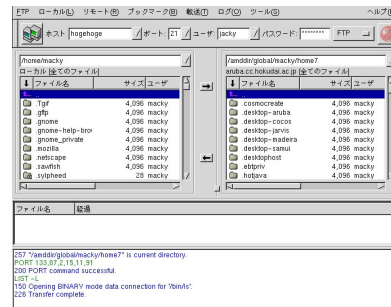 FTP ローカル(L) リモート(R) ブックマーク(B) 転送(T) ログ(O) ツール(S) ヘルプ(
ホスト hogehoge ポート: 21 ユーザ: jacky パスワード: ******** FTP
/home/macky
ローカル [全てのファイル]
ファイル名 サイズ ユーザ
..
.Tgif 4,096 macky
.gftp 4,096 macky
.gnome 4,096 macky
.gnome-help-brow 4,096 macky
.gnome_private 4,096 macky
.mozilla 4,096 macky
.netscape 4,096 macky
.sawfish 4,096 macky
.sylpheed 28 macky
/amddir/global/macky/home7
aruba.cc.hokudai.ac.jp [全てのファイル]
ファイル名 サイズ ユーザ
..
.cosmocreate 4,096 macky
.desktop-aruba 4,096 macky
.desktop-cocos 4,096 macky
.desktop-jarvis 4,096 macky
.desktop-madeira 4,096 macky
.desktop-samui 4,096 macky
.desktophost 4,096 macky
.ebtpriv 4,096 macky
.hotjava 4,096 macky
ファイル名 経過
257 "/amddir/global/macky/home7" is current directory.
PORT 133,87,2,15,11,91
200 PORT command successful.
LIST -L
150 Opening BINARY mode data connection for '/bin/ls'.
226 Transfer complete.